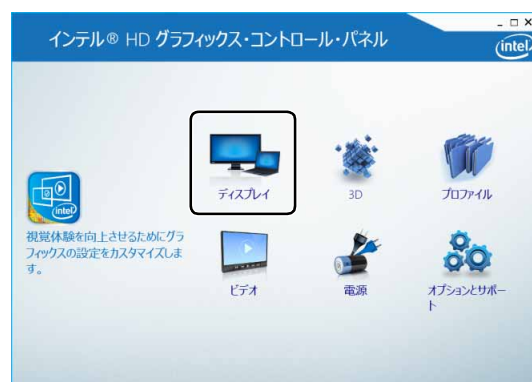 インテル® HD グラフィックス・コントロール・パネル
intel
ディスプレイ
3D
プロファイル
intel
視覚体験を向上させるためにグラ
フィックスの設定をカスタマイズしま
す。
ビデオ
電源
オプションとサポー
ト